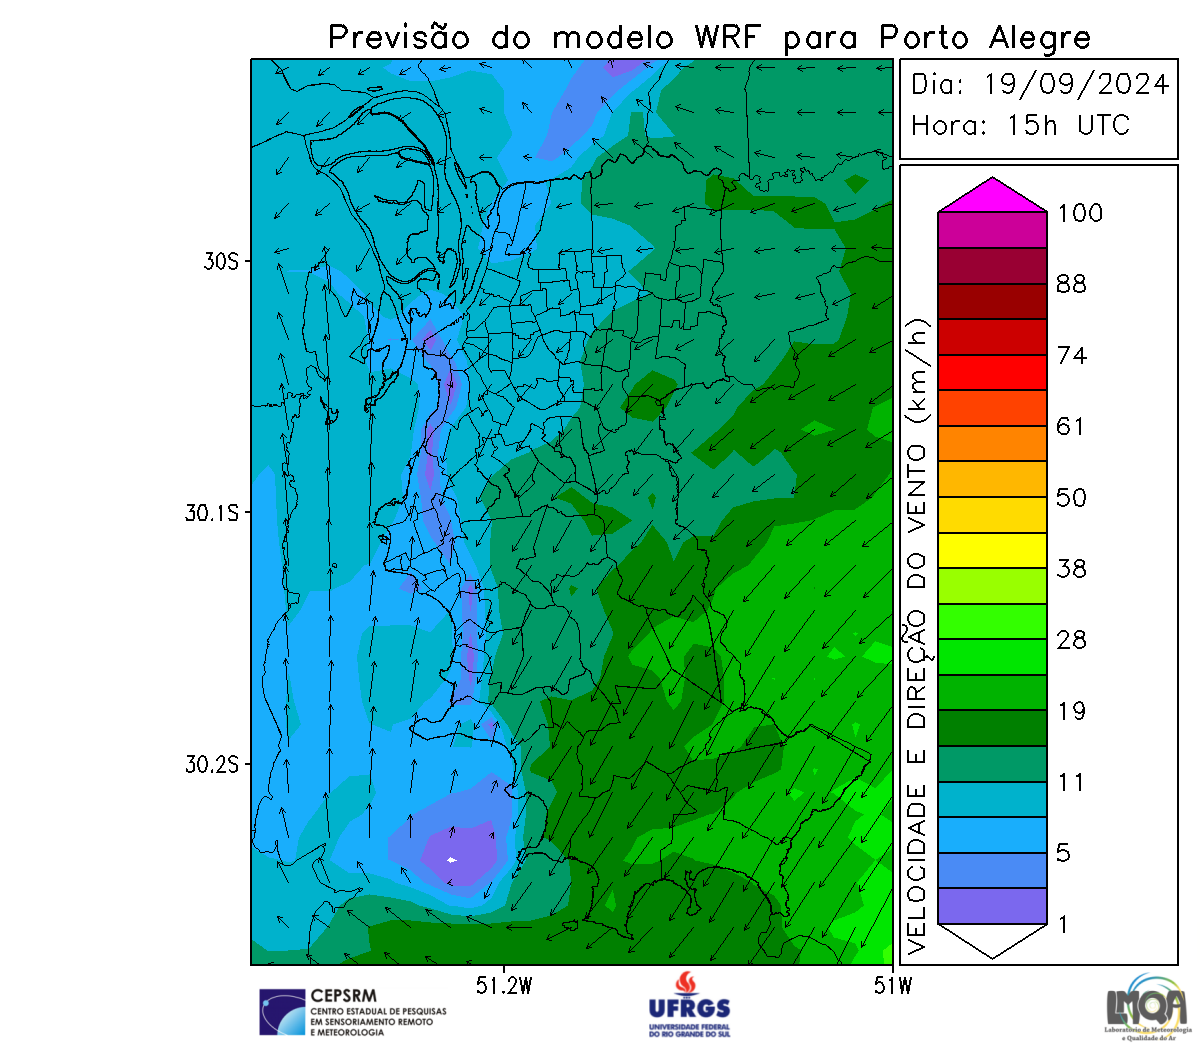 Previsão do modelo WRF para Porto Alegre
Dia: 19/09/2024
Hora: 15h UTC
30S
30.1S
30.2S
51.2W
51W
VELOCIDADE E DIREÇÃO DO VENTO (km/h)
100
88
74
61
50
38
28
19
11
5
1
CEPSRM
CENTRO ESTADUAL DE PESQUISAS
EM SENSORIAMENTO REMOTO
E METEOROLOGIA
UFRGS
UNIVERSIDADE FEDERAL
DO RIO GRANDE DO SUL
LMQA
Laboratório de Meteorologia
e Qualidade do Ar